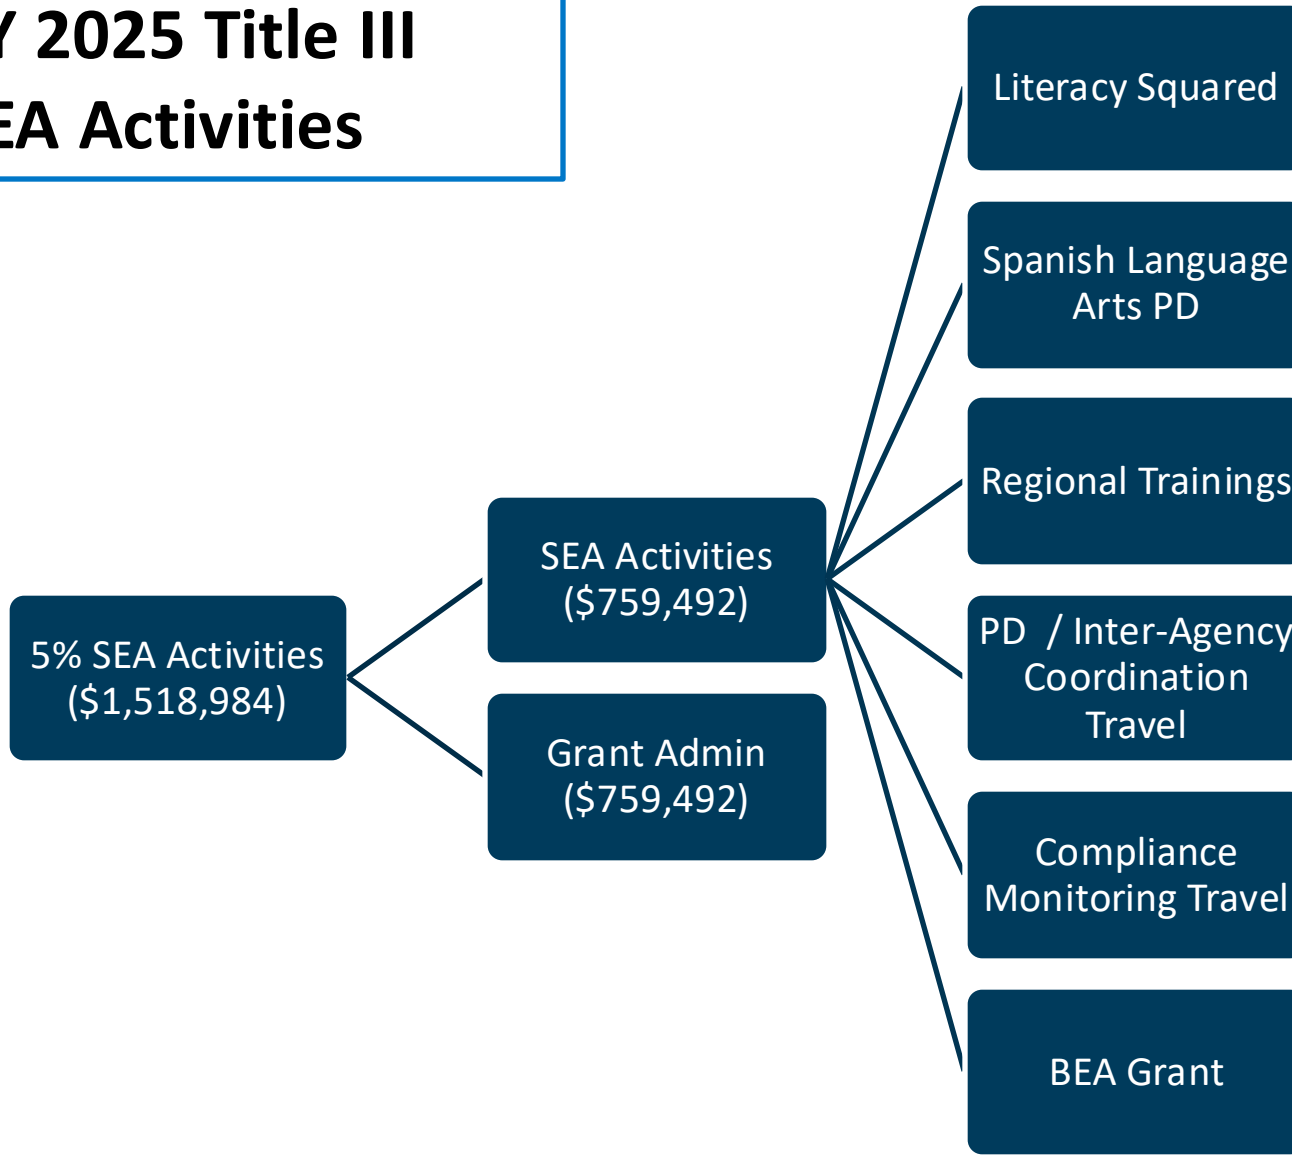 Y 2025 Title III
EA Activities
Literacy Squared
Spanish Language
Arts PD
Regional Trainings
SEA Activities
($759,492)
5% SEA Activities
($1,518,984)
PD / Inter-Agency
Coordination
Travel
Grant Admin
($759,492)
Compliance
Monitoring Travel
BEA Grant